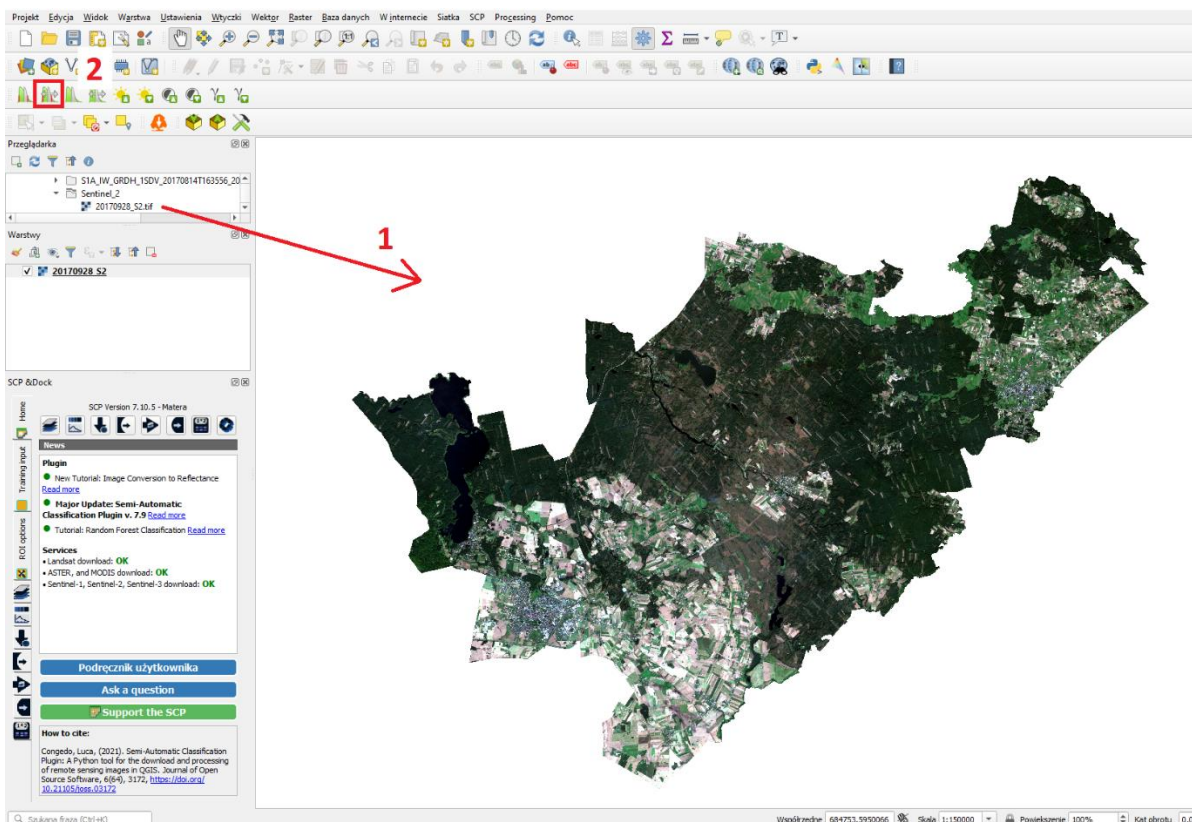 Projekt Edycja Widok Warstwa Ustawienia Wtyczki Wektor Raster Baza danych W internecie Siatka SCP Processing Pomoc
2
Przeglądarka
S1A_IW_GRDH_1SDV_20170814T163556_20
Sentinel_2
20170928_S2.tif
1
Warstwy
20170928_S2
SCP &Dock
Home
Training input
ROI options
SCP Version 7.10.5 - Matera
News
Plugin
New Tutorial: Image Conversion to Reflectance
Read more
Major Update: Semi-Automatic
Classification Plugin v. 7.9 Read more
Tutorial: Random Forest Classification Read more
Services
• Landsat download: OK
• ASTER, and MODIS download: OK
• Sentinel-1, Sentinel-2, Sentinel-3 download: OK
Podręcznik użytkownika
Ask a question
Support the SCP
How to cite:
Congedo, Luca, (2021). Semi-Automatic Classification
Plugin: A Python tool for the download and processing
of remote sensing images in QGIS. Journal of Open
Source Software, 6(64), 3172, https://doi.org/
10.21105/joss.03172
Szukana fraza (Ctrl+K)
Współrzędne 684753,5950066 Skala 1:150000 Powiększenie 100% Kąt obrotu 0,0